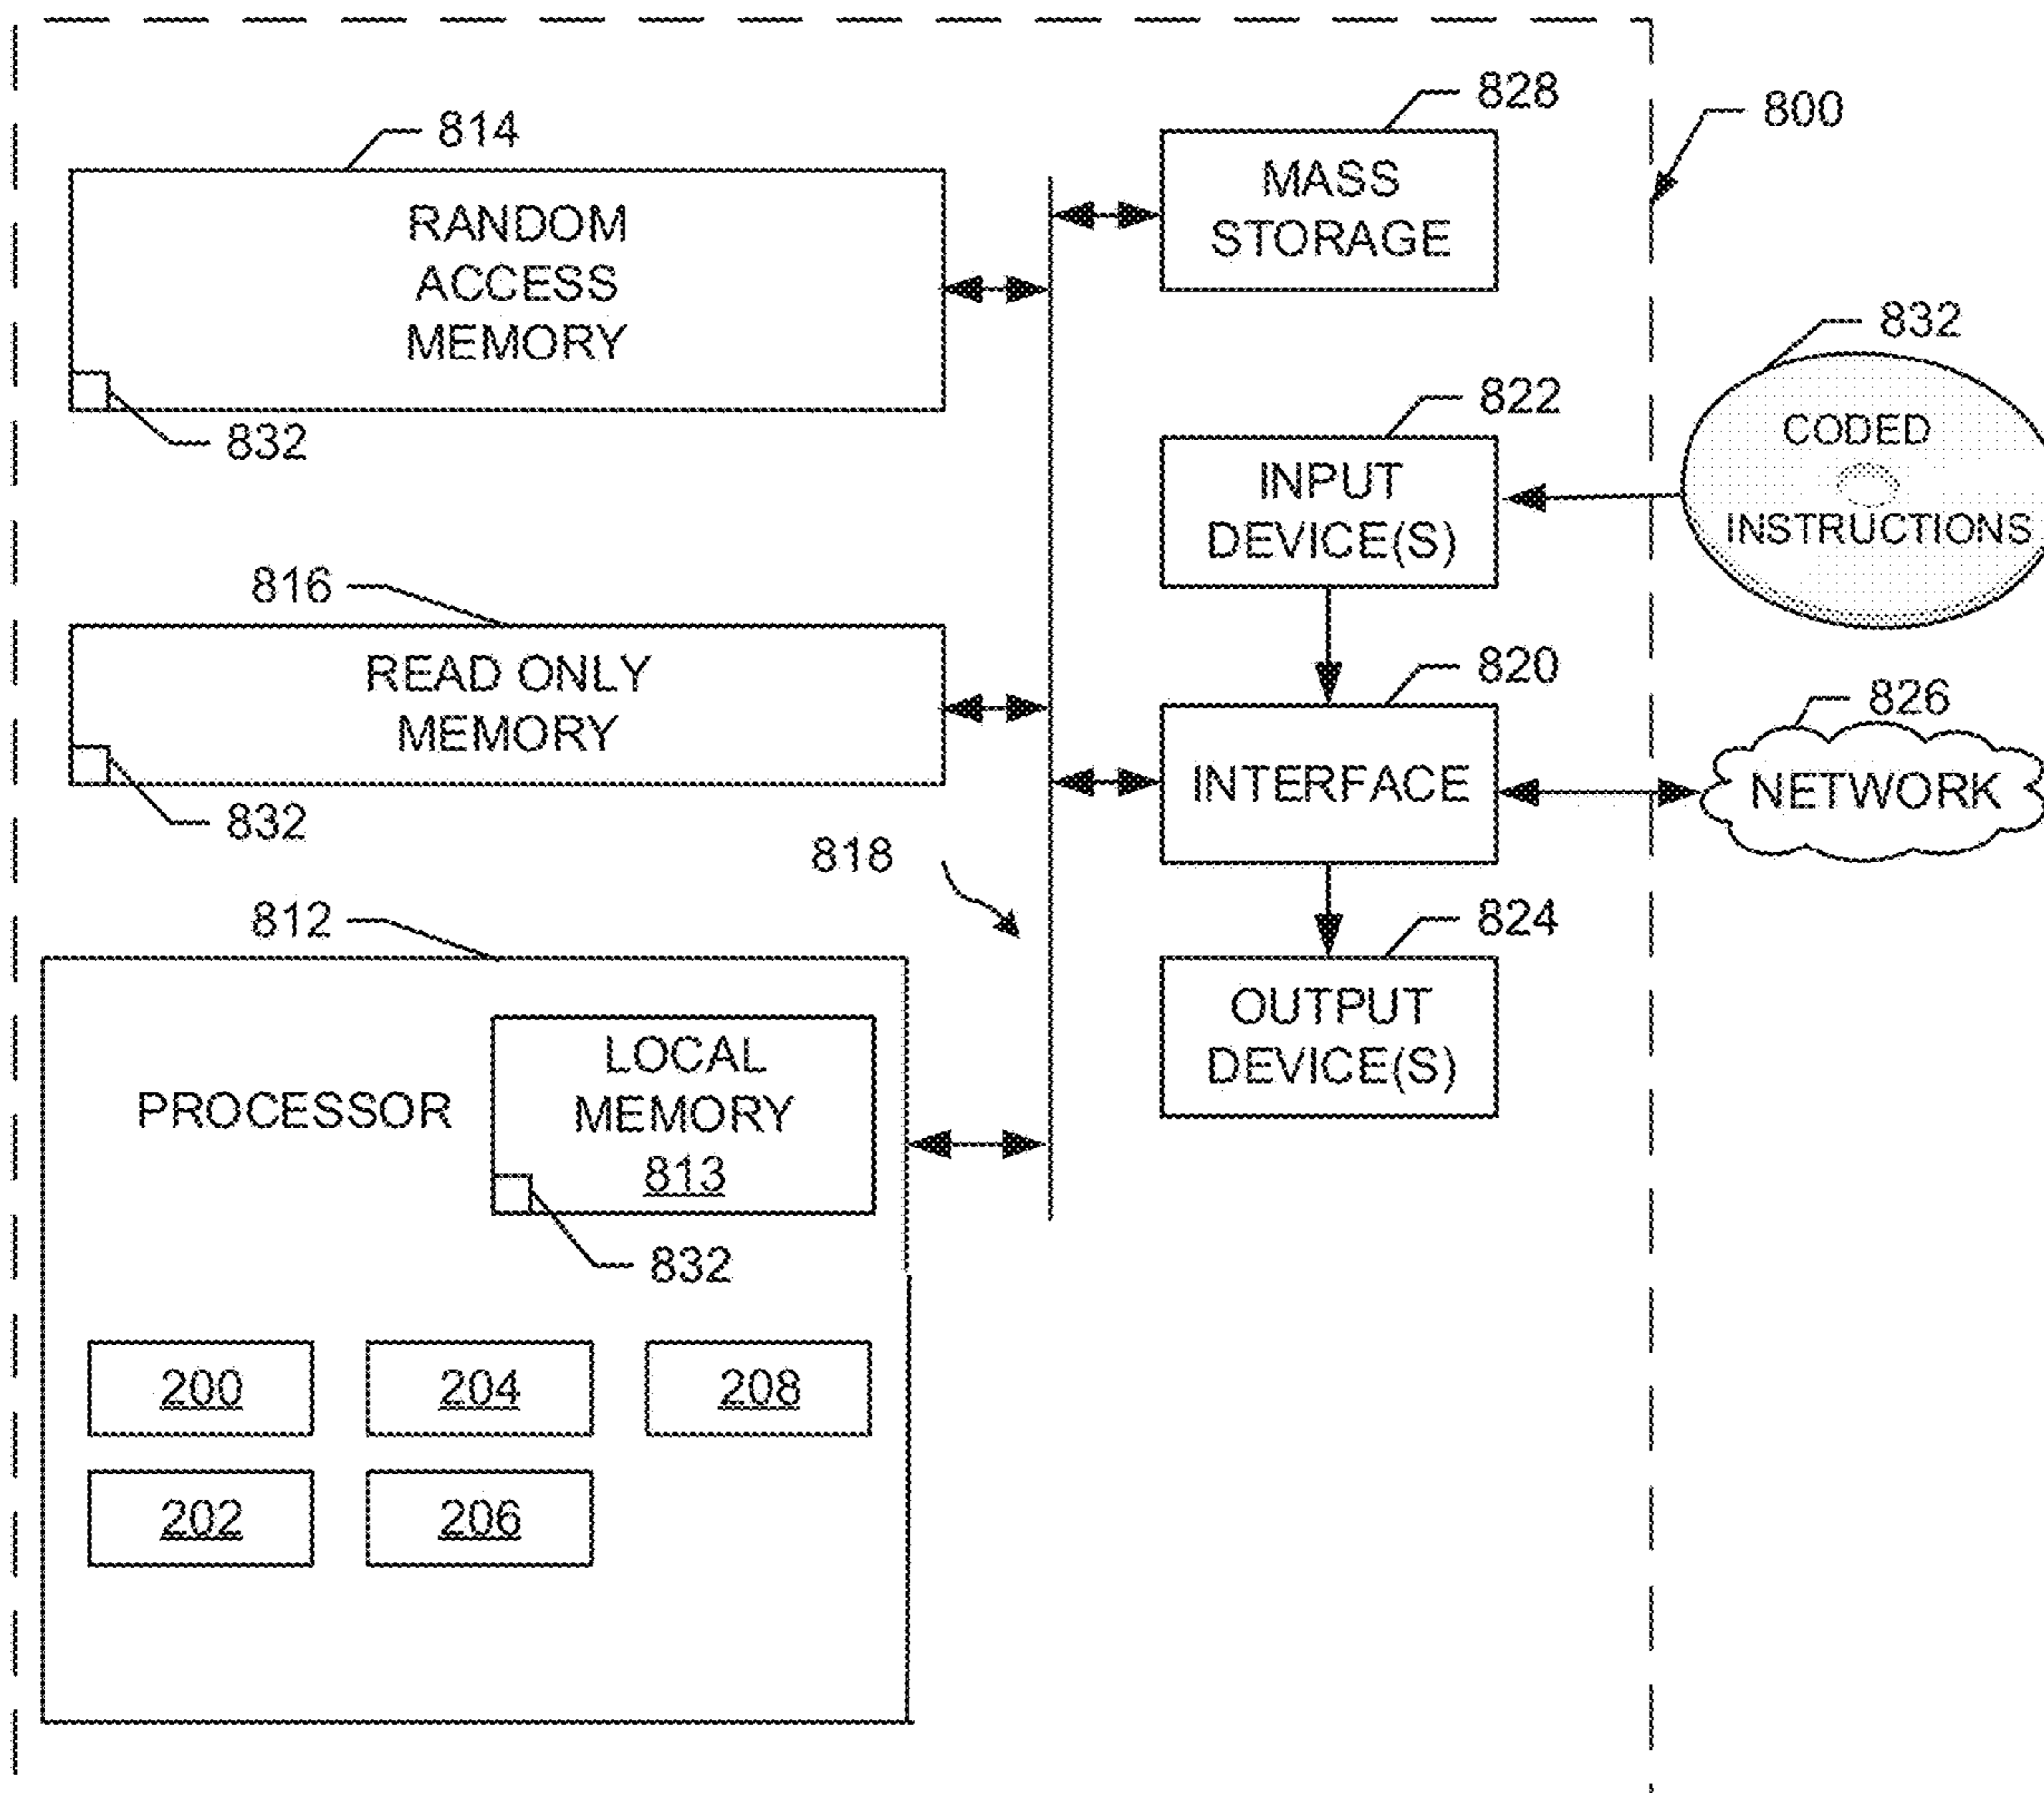 814
RANDOM
ACCESS
MEMORY
832
816
READ ONLY
MEMORY
832
818
812
PROCESSOR
LOCAL
MEMORY
813
832
200
204
208
202
206
828
MASS
STORAGE
800
822
INPUT
DEVICE(S)
832
CODED
INSTRUCTIONS
820
INTERFACE
826
NETWORK
824
OUTPUT
DEVICE(S)